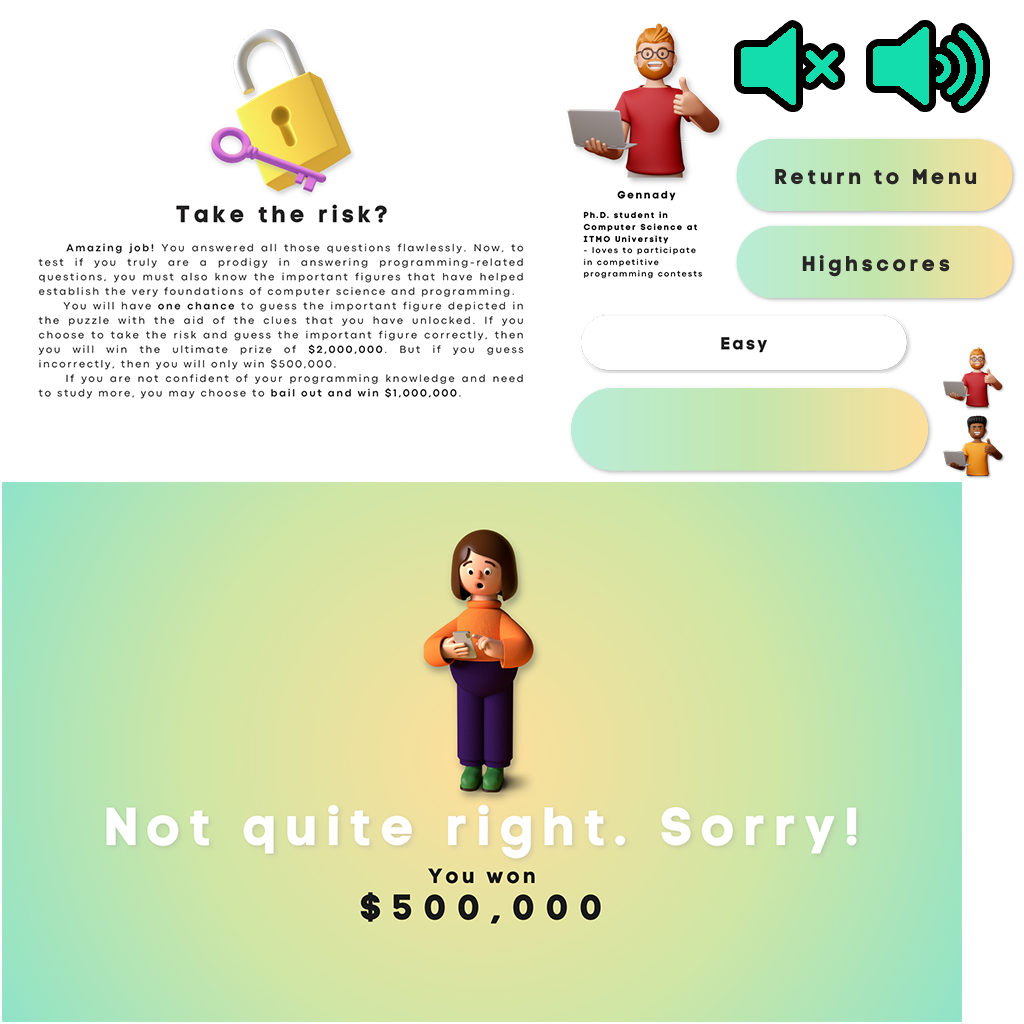 Take the risk?
Amazing job! You answered all those questions flawlessly. Now, to
test if you truly are a prodigy in answering programming-related
questions, you must also know the important figures that have helped
establish the very foundations of computer science and programming.
You will have one chance to guess the important figure depicted in
the puzzle with the aid of the clues that you have unlocked. If you
choose to take the risk and guess the important figure correctly, then
you will win the ultimate prize of $2,000,000. But if you guess
incorrectly, then you will only win $500,000.
If you are not confident of your programming knowledge and need
to study more, you may choose to bail out and win $1,000,000.
Gennady
Ph.D. student in
Computer Science at
ITMO University
- loves to participate
in competitive
programming contests
Return to Menu
Highscores
Easy
Not quite right. Sorry!
You won
$500,000